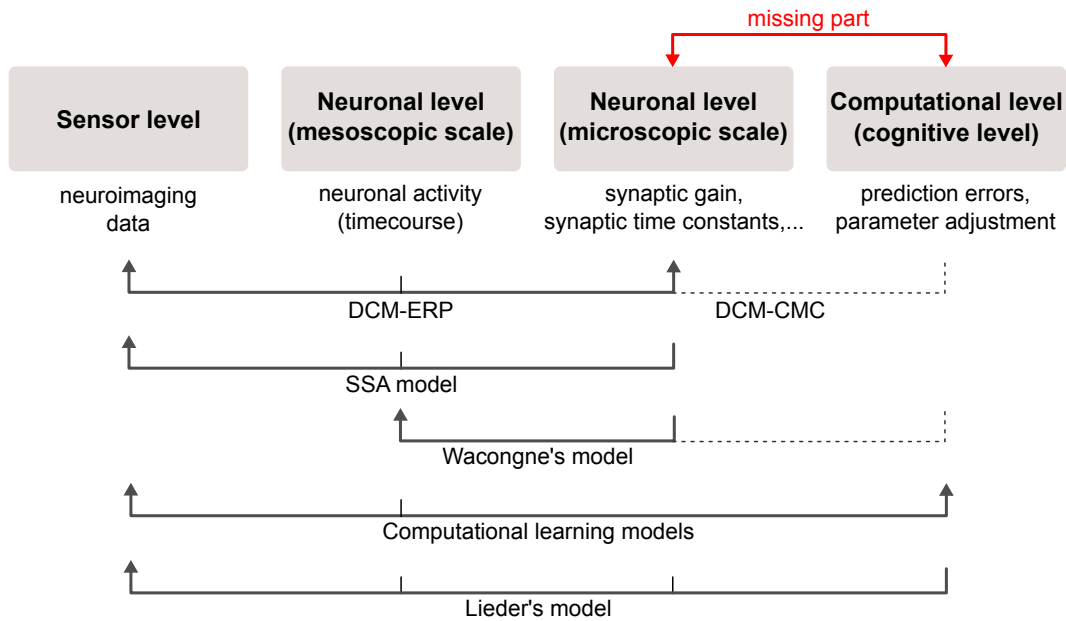 missing part
Sensor level
Neuronal level
(mesoscopic scale)
Neuronal level
(microscopic scale)
Computational level
(cognitive level)
neuroimaging
data
neuronal activity
(timecourse)
synaptic gain,
synaptic time constants,...
prediction errors,
parameter adjustment
DCM-ERP
DCM-CMC
SSA model
Wacongne's model
Computational learning models
Lieder's model